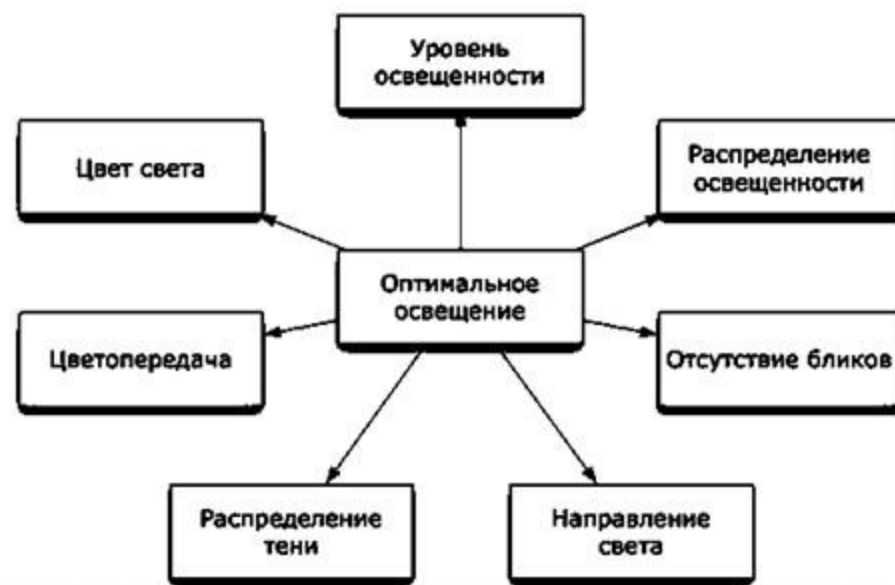 Уровень
освещенности
Цвет света
Распределение
освещенности
Оптимальное
освещение
Цветопередача
Отсутствие бликов
Распределение
тени
Направление
света